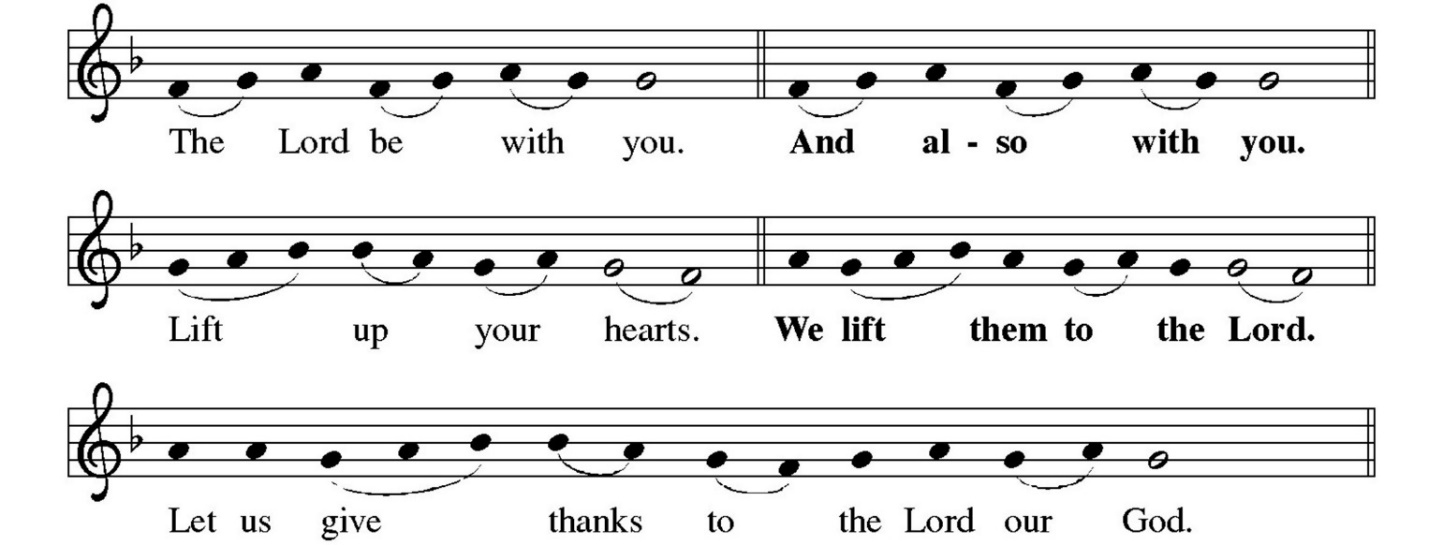 The Lord be with you. And al - so with you.
Lift up your hearts. We lift them to the Lord.
Let us give thanks to the Lord our God.